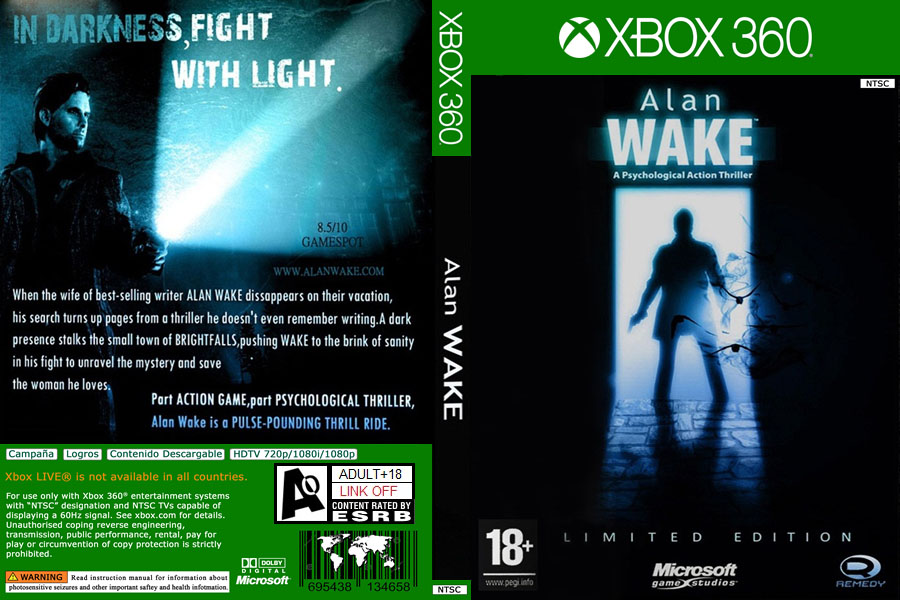 IN DARKNESS,FIGHT
WITH LIGHT.
8.5/10
GAMESPOT
WWW.ALANWAKE.COM
When the wife of best-selling writer ALAN WAKE dissappears on their vacation,
his search turns up pages from a thriller he doesn't even remember writing.A dark
presence stalks the small town of BRIGHTFALLS,pushing WAKE to the brink of sanity
in his fight to unravel the mystery and save
the woman he loves.
Part ACTION GAME,part PSYCHOLOGICAL THRILLER,
Alan Wake is a PULSE-POUNDING THRILL RIDE.
Campaña Logros Contenido Descargable HDTV 720p/1080i/1080p
Xbox LIVE® is not available in all countries.
For use only with Xbox 360® entertainment systems
with "NTSC" designation and NTSC TVs capable of
displaying a 60Hz signal. See xbox.com for details.
Unauthorised coping reverse engineering,
transmission, public performance, rental, pay for
play or circumvention of copy protection is strictly
prohibited.
WARNING Read instruction manual for information about
photosensitive seizures and other important saftey and health infotmation.
ADULT+18
LINK OFF
CONTENT RATED BY
ESRB
AO
DOLBY
DIGITAL
Microsoft
695438 134658
XBOX 360
Alan WAKE
NTSC
XBOX 360
NTSC
Alan
WAKE™
A Psychological Action Thriller
18+
www.pegi.info
LIMITED EDITION
Microsoft
game studios
REMEDY